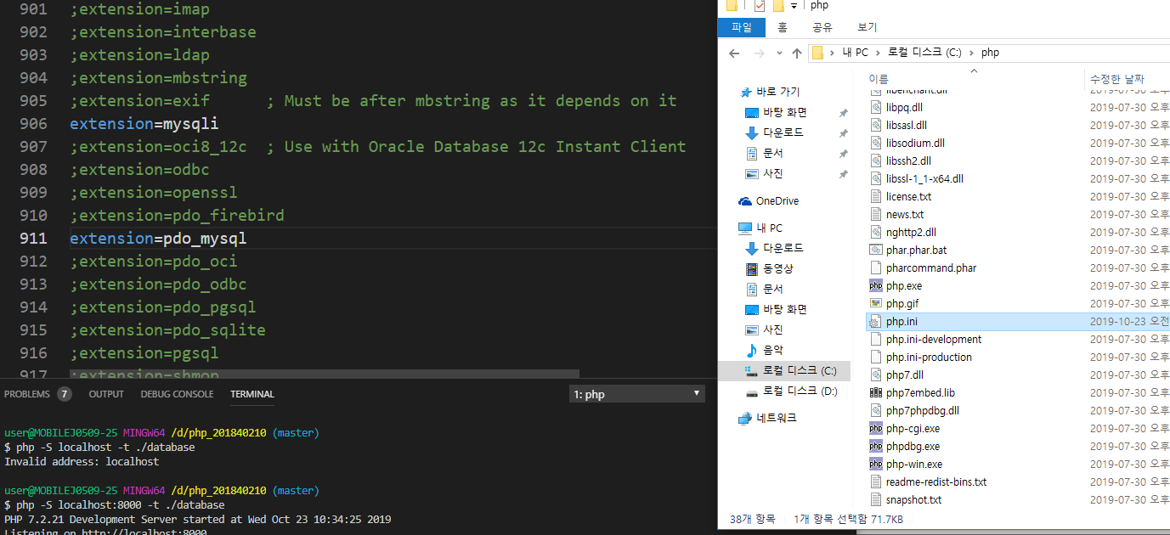 901 ;extension=imap
902 ;extension=interbase
903 ;extension=ldap
904 ;extension=mbstring
905 ;extension=exif      ; Must be after mbstring as it depends on it
906 extension=mysqli
907 ;extension=oci8_12c  ; Use with Oracle Database 12c Instant Client
908 ;extension=odbc
909 ;extension=openssl
910 ;extension=pdo_firebird
911 extension=pdo_mysql
912 ;extension=pdo_oci
913 ;extension=pdo_odbc
914 ;extension=pdo_pgsql
915 ;extension=pdo_sqlite
916 ;extension=pgsql
917 ;extension=shmop
PROBLEMS 7 OUTPUT DEBUG CONSOLE TERMINAL 1: php
user@MOBILEJ0509-25 MINGW64 /d/php_201840210 (master)
$ php -S localhost -t ./database
Invalid address: localhost
user@MOBILEJ0509-25 MINGW64 /d/php_201840210 (master)
$ php -S localhost:8000 -t ./database
PHP 7.2.21 Development Server started at Wed Oct 23 10:34:25 2019
Listening on http://localhost:8000
php
파일 홈 공유 보기
내 PC > 로컬 디스크 (C:) > php
바로 가기
바탕 화면
다운로드
문서
사진
OneDrive
내 PC
다운로드
동영상
문서
바탕 화면
사진
음악
로컬 디스크 (C:)
로컬 디스크 (D:)
네트워크
이름 수정한 날짜
libenchant.dll 2019-07-30 오후
libpq.dll 2019-07-30 오후
libsasl.dll 2019-07-30 오후
libsodium.dll 2019-07-30 오후
libssh2.dll 2019-07-30 오후
libssl-1_1-x64.dll 2019-07-30 오후
license.txt 2019-07-30 오후
news.txt 2019-07-30 오후
nghttp2.dll 2019-07-30 오후
phar.phar.bat 2019-07-30 오후
pharcommand.phar 2019-07-30 오후
php.exe 2019-07-30 오후
php.gif 2019-07-30 오후
php.ini 2019-10-23 오전
php.ini-development 2019-07-30 오후
php.ini-production 2019-07-30 오후
php7.dll 2019-07-30 오후
php7embed.lib 2019-07-30 오후
php7phpdbg.dll 2019-07-30 오후
php-cgi.exe 2019-07-30 오후
phpdbg.exe 2019-07-30 오후
php-win.exe 2019-07-30 오후
readme-redist-bins.txt 2019-07-30 오후
snapshot.txt 2019-07-30 오후
38개 항목 1개 항목 선택함 71.7KB